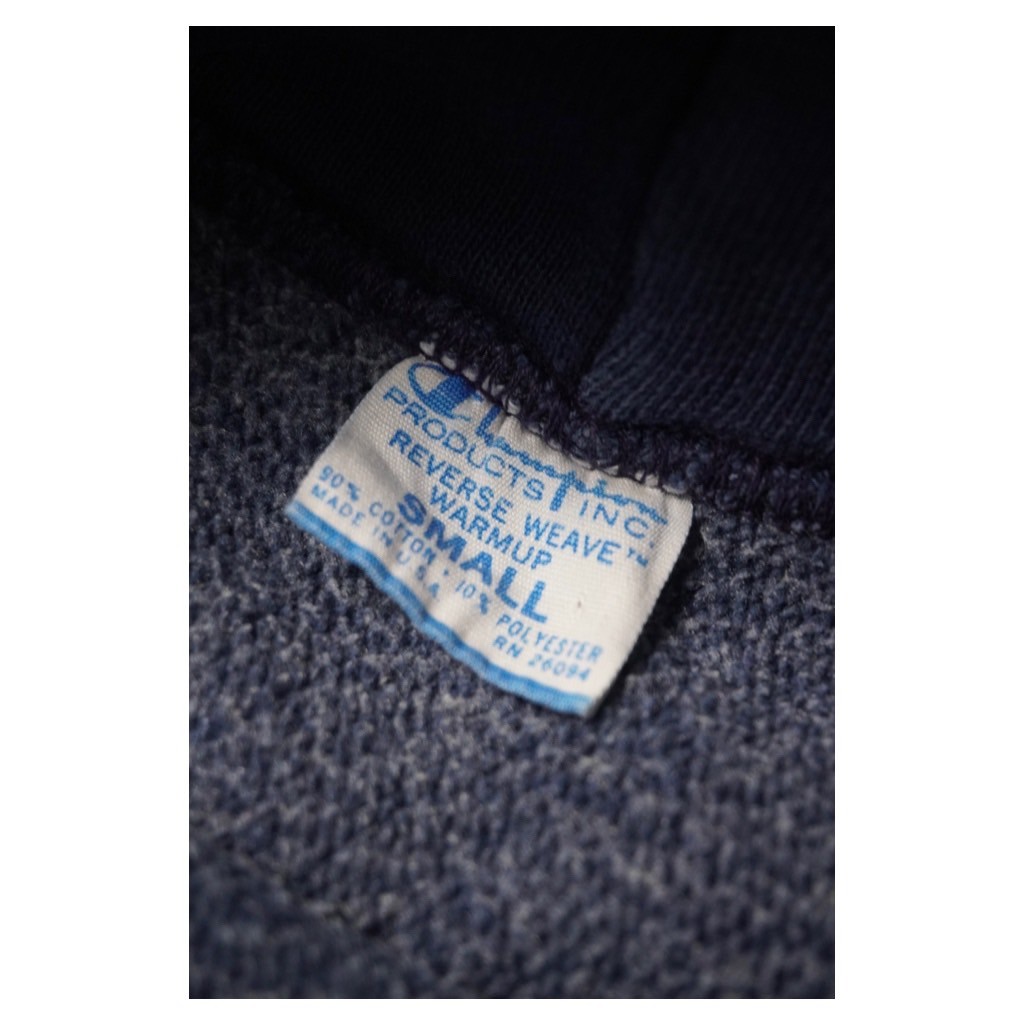 Champion
PRODUCTS INC.
REVERSE WEAVE™
WARMUP
SMALL
90% COTTON · 10% POLYESTER
MADE IN U.S.A. RN 26094